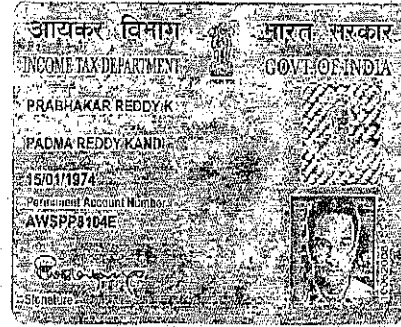 आयकर विभाग
भारत सरकार
INCOME TAX DEPARTMENT
GOVT OF INDIA
PRABHAKAR REDDY K
PADMA REDDY KANDI
15/01/1974
Permanent Account Number
AWSPP8104E
Signature